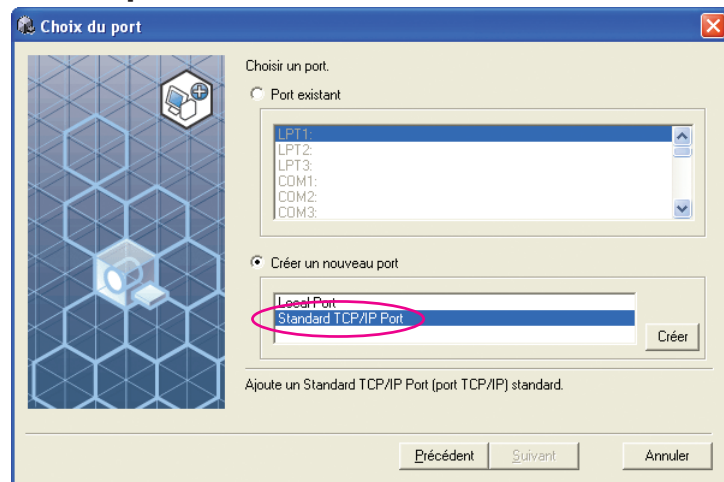 Choix du port
Choisir un port.
Port existant
LPT1:
LPT2:
LPT3:
COM1:
COM2:
COM3:
Créer un nouveau port
Local Port
Standard TCP/IP Port
Créer
Ajoute un Standard TCP/IP Port (port TCP/IP) standard.
Précédent
Suivant
Annuler